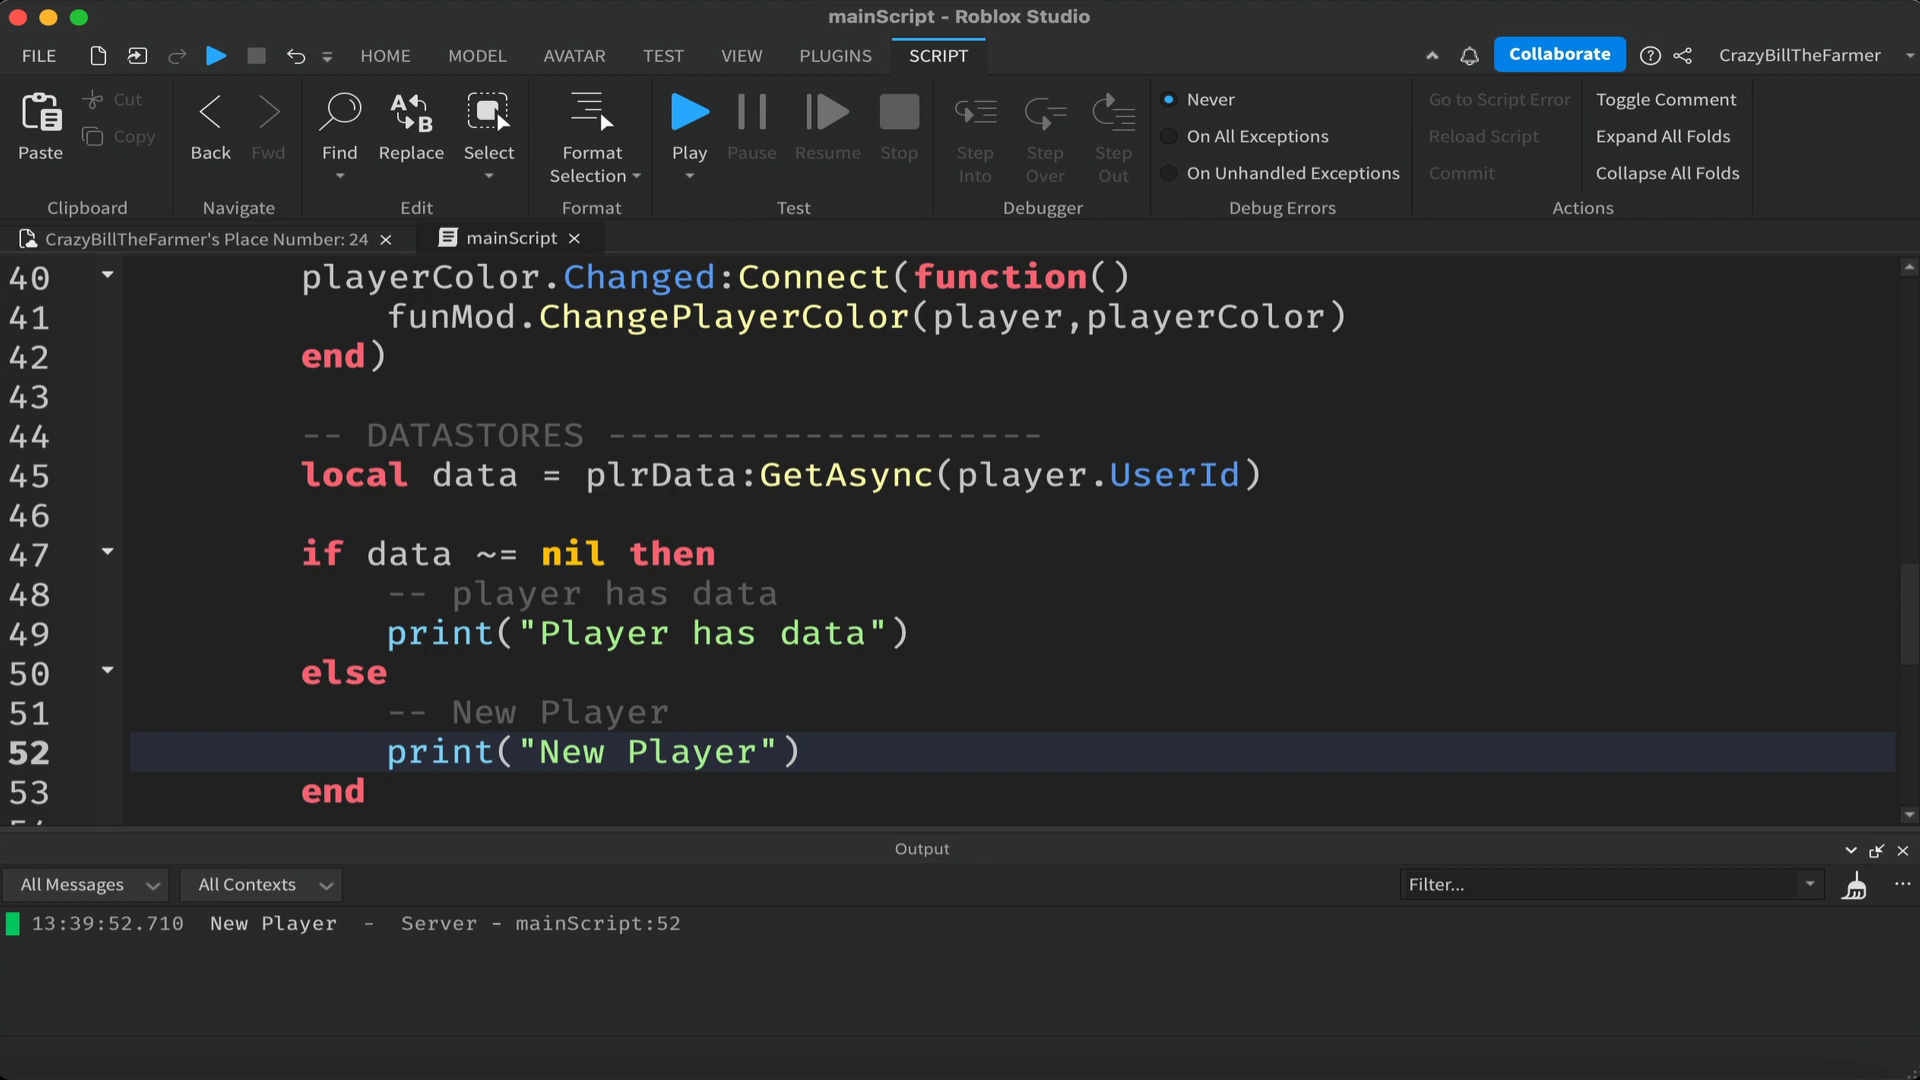 mainScript - Roblox Studio
FILE HOME MODEL AVATAR TEST VIEW PLUGINS SCRIPT Collaborate CrazyBillTheFarmer
Paste Cut Copy
Clipboard
Back Fwd
Navigate
Find Replace Select
Edit
Format Selection
Format
Play Pause Resume Stop
Test
Step Into Step Over Step Out
Debugger
Never
On All Exceptions
On Unhandled Exceptions
Debug Errors
Go to Script Error Toggle Comment
Reload Script Expand All Folds
Commit Collapse All Folds
Actions
CrazyBillTheFarmer's Place Number: 24 mainScript
40 playerColor.Changed:Connect(function()
41 funMod.ChangePlayerColor(player,playerColor)
42 end)
43
44 -- DATASTORES --------------------
45 local data = plrData:GetAsync(player.UserId)
46
47 if data ~= nil then
48 -- player has data
49 print("Player has data")
50 else
51 -- New Player
52 print("New Player")
53 end
Output
All Messages All Contexts Filter...
13:39:52.710 New Player - Server - mainScript:52